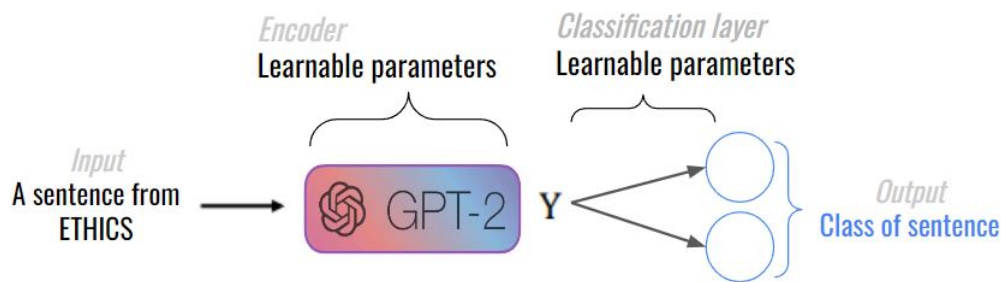 Input
A sentence from
ETHICS
Encoder
Learnable parameters
GPT-2
Y
Classification layer
Learnable parameters
Output
Class of sentence